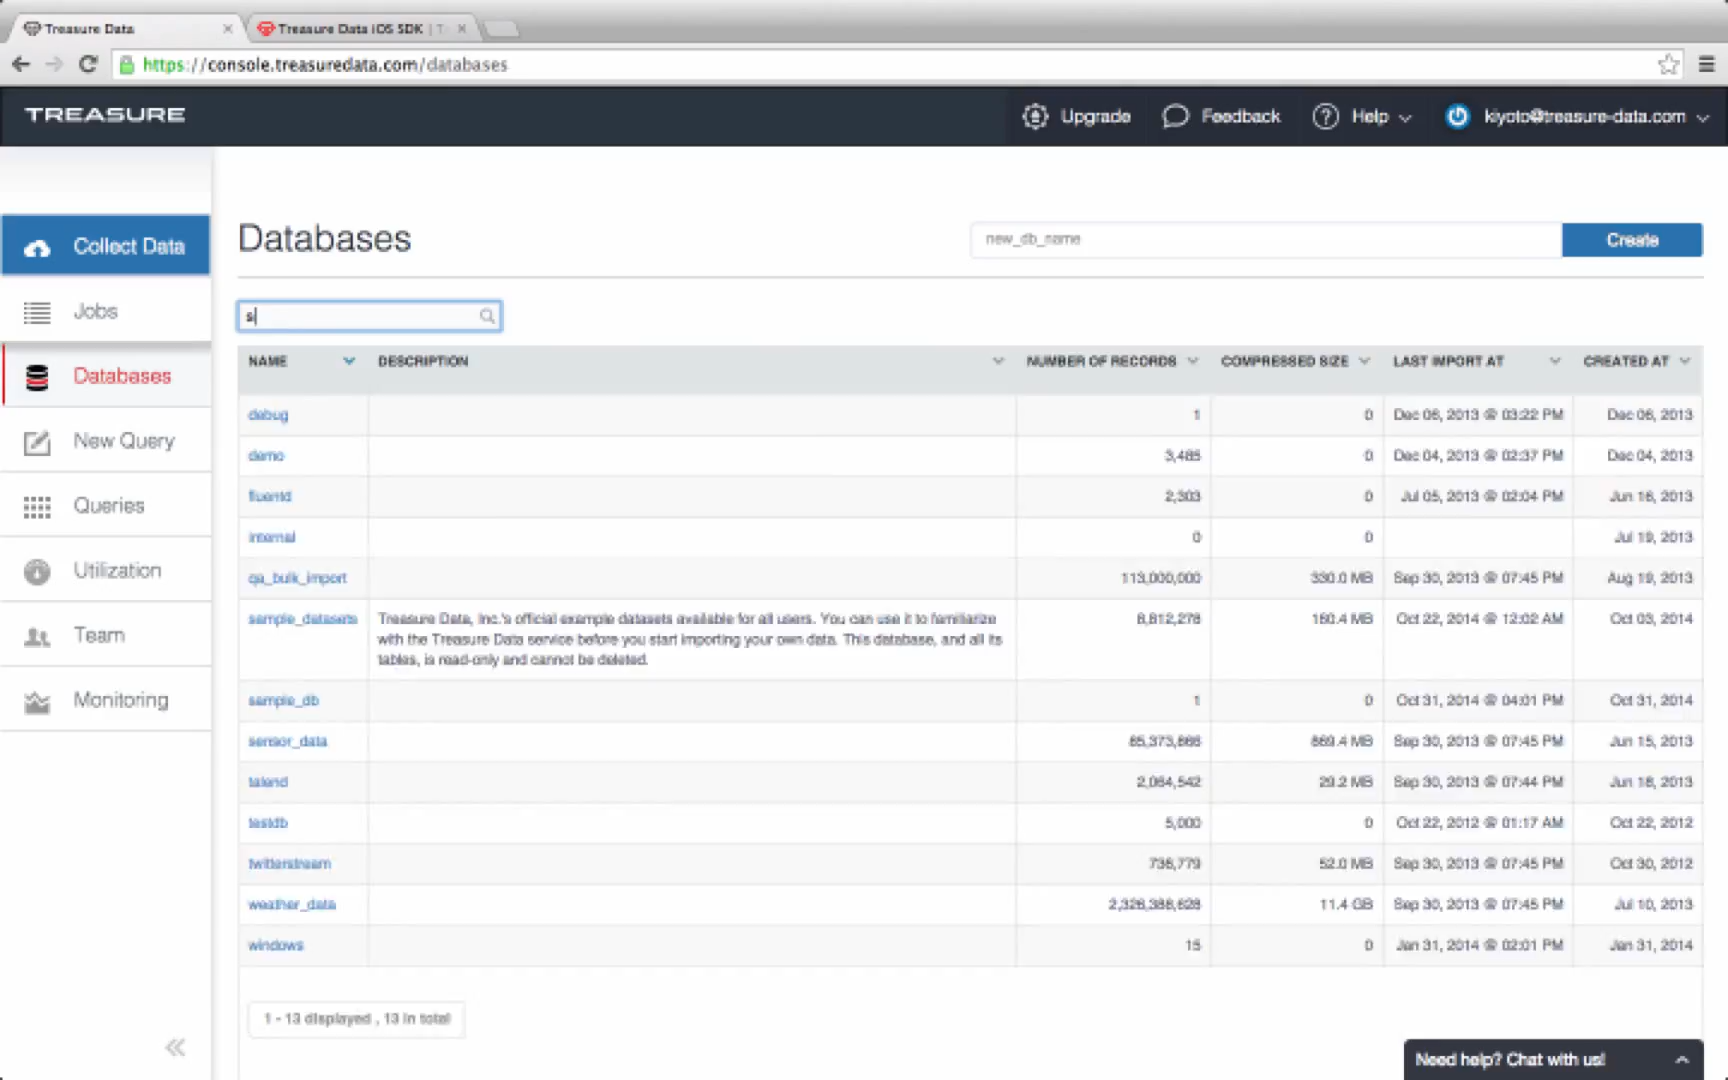 Treasure Data
Treasure Data iOS SDK | T
https://console.treasuredata.com/databases
TREASURE
Upgrade
Feedback
Help
kiyoto@treasure-data.com
Collect Data
Jobs
Databases
New Query
Queries
Utilization
Team
Monitoring
Databases
new_db_name
Create
s
NAME DESCRIPTION NUMBER OF RECORDS COMPRESSED SIZE LAST IMPORT AT CREATED AT
debug 1 0 Dec 06, 2013 @ 03:22 PM Dec 06, 2013
demo 3,485 0 Dec 04, 2013 @ 02:37 PM Dec 04, 2013
fluentd 2,303 0 Jul 05, 2013 @ 02:04 PM Jun 16, 2013
internal 0 0 Jul 19, 2013
qa_bulk_import 113,000,000 330.0 MB Sep 30, 2013 @ 07:45 PM Aug 19, 2013
sample_datasets Treasure Data, Inc.'s official example datasets available for all users. You can use it to familiarize 8,812,278 160.4 MB Oct 22, 2014 @ 12:02 AM Oct 03, 2014
with the Treasure Data service before you start importing your own data. This database, and all its
tables, is read-only and cannot be deleted.
sample_db 1 0 Oct 31, 2014 @ 04:01 PM Oct 31, 2014
sensor_data Sep 30, 2013 @ 07:45 PM Jun 15, 2013
talend 2,064,542 29.2 MB Sep 30, 2013 @ 07:44 PM Jun 18, 2013
testdb 5,000 0 Oct 22, 2012 @ 01:17 AM Oct 22, 2012
twitterstream 738,779 52.0 MB Sep 30, 2013 @ 07:45 PM Oct 30, 2012
weather_data 11.4 GB Sep 30, 2013 @ 07:45 PM Jul 10, 2013
windows 15 0 Jan 31, 2014 @ 02:01 PM Jan 31, 2014
1 - 13 displayed , 13 in total
Need help? Chat with us!